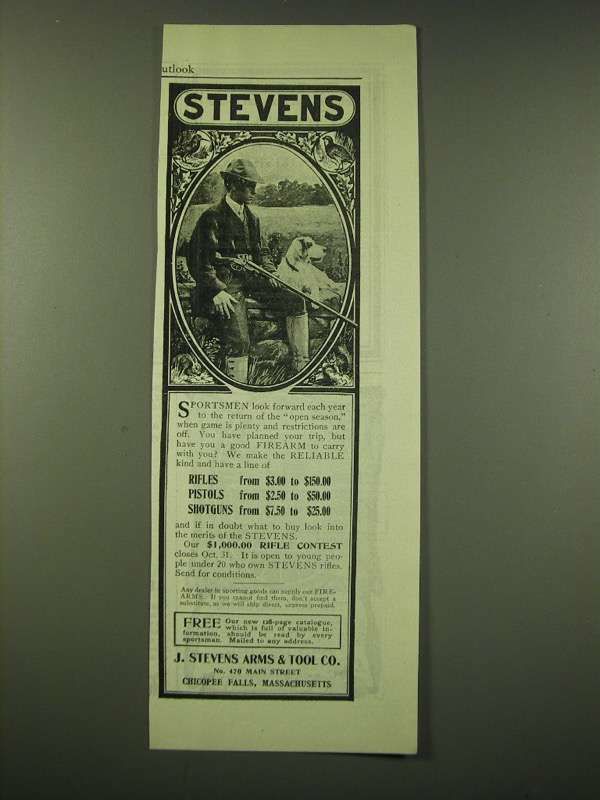 utlook
STEVENS
SPORTSMEN look forward each year
to the return of the "open season,"
when game is plenty and restrictions are
off. You have planned your trip, but
have you a good FIREARM to carry
with you? We make the RELIABLE
kind and have a line of
RIFLES from $3.00 to $150.00
PISTOLS from $2.50 to $50.00
SHOTGUNS from $7.50 to $25.00
and if in doubt what to buy look into
the merits of the STEVENS.
Our $1,000.00 RIFLE CONTEST
closes Oct. 31. It is open to young peo-
ple under 20 who own STEVENS rifles.
Send for conditions.
Any dealer in sporting goods can supply our FIRE-
ARMS. If you cannot find them, don't accept a
substitute, as we will ship direct, express prepaid.
FREE Our new 128-page catalogue,
which is full of valuable in-
formation, should be read by every
sportsman. Mailed to any address.
J. STEVENS ARMS & TOOL CO.
No. 470 MAIN STREET
CHICOPEE FALLS, MASSACHUSETTS